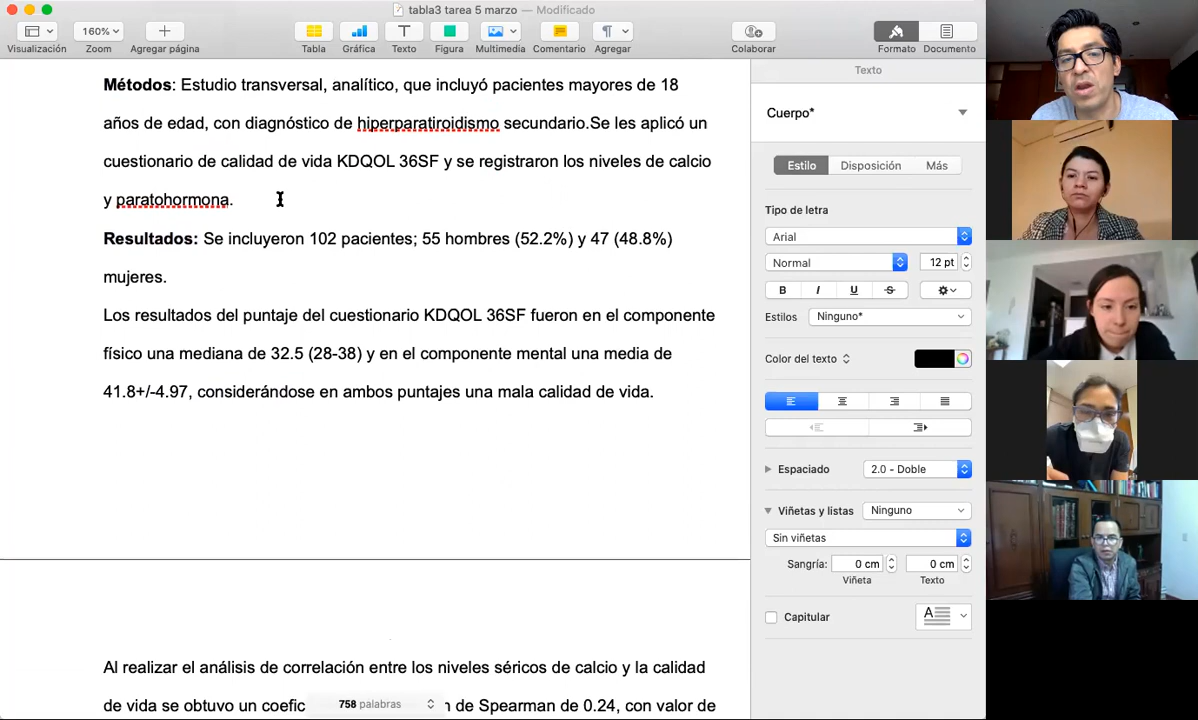 tabla3 tarea 5 marzo — Modificado
160%
Visualización Zoom Agregar página Tabla Gráfica Texto Figura Multimedia Comentario Agregar Colaborar Formato Documento
Métodos: Estudio transversal, analítico, que incluyó pacientes mayores de 18
años de edad, con diagnóstico de hiperparatiroidismo secundario.Se les aplicó un
cuestionario de calidad de vida KDQOL 36SF y se registraron los niveles de calcio
y paratohormona.
Resultados: Se incluyeron 102 pacientes; 55 hombres (52.2%) y 47 (48.8%)
mujeres.
Los resultados del puntaje del cuestionario KDQOL 36SF fueron en el componente
físico una mediana de 32.5 (28-38) y en el componente mental una media de
41.8+/-4.97, considerándose en ambos puntajes una mala calidad de vida.
Al realizar el análisis de correlación entre los niveles séricos de calcio y la calidad
de vida se obtuvo un coefic n de Spearman de 0.24, con valor de
758 palabras
Texto
Cuerpo*
Estilo Disposición Más
Tipo de letra
Arial
Normal 12 pt
B I U S
Estilos Ninguno*
Color del texto
Espaciado 2.0 - Doble
Viñetas y listas Ninguno
Sin viñetas
Sangría: 0 cm 0 cm
Viñeta Texto
Capitular